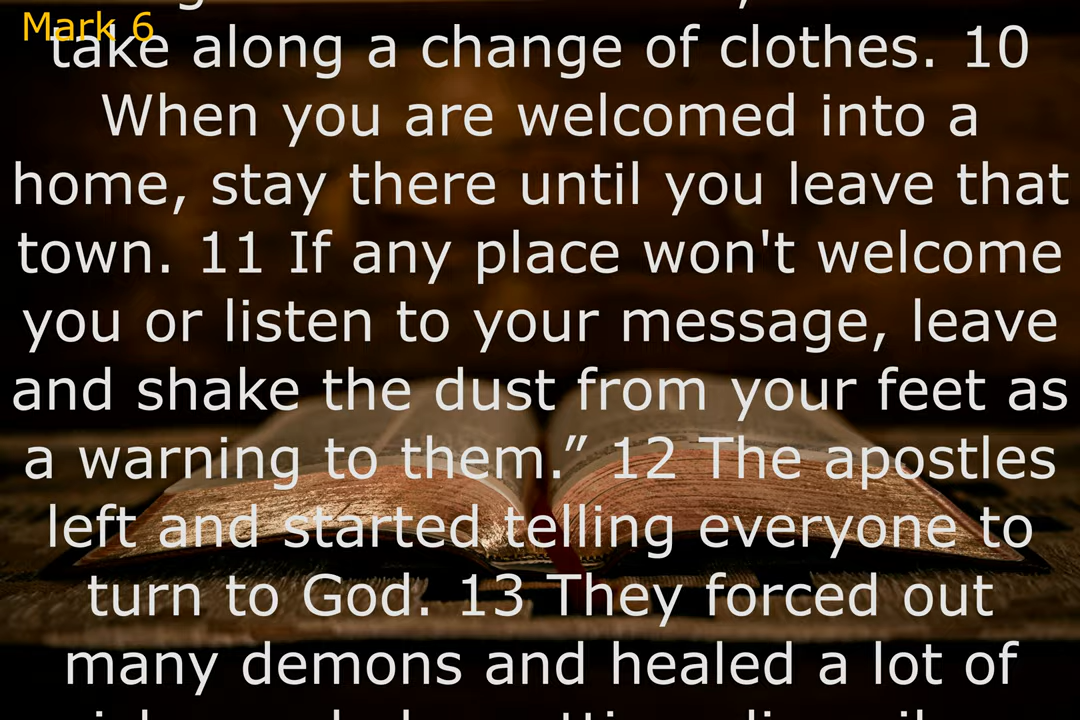 Mark 6
take along a change of clothes. 10
When you are welcomed into a
home, stay there until you leave that
town. 11 If any place won't welcome
you or listen to your message, leave
and shake the dust from your feet as
a warning to them.” 12 The apostles
left and started telling everyone to
turn to God. 13 They forced out
many demons and healed a lot of